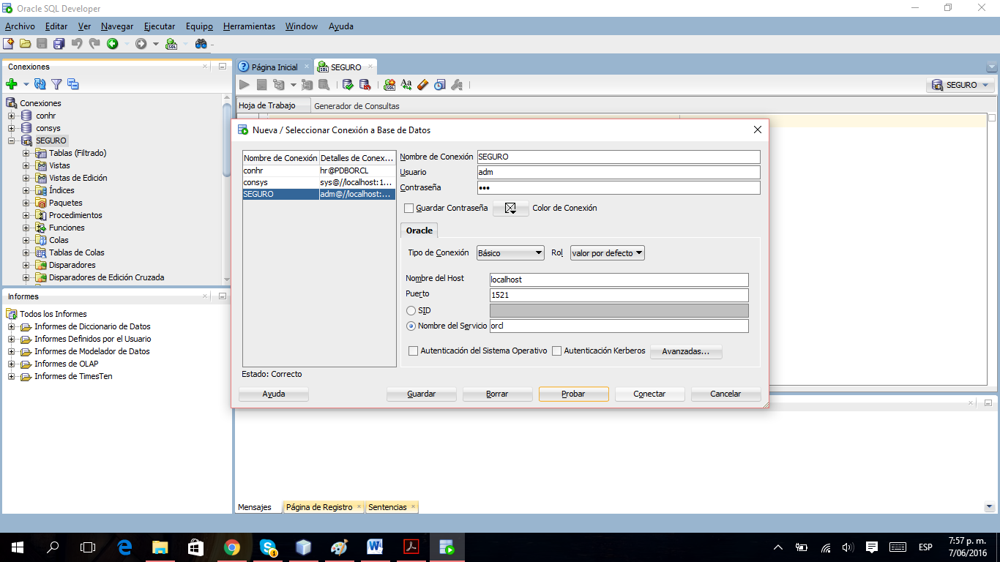 Oracle SQL Developer
Archivo Editar Ver Navegar Ejecutar Equipo Herramientas Window Ayuda
Conexiones
Conexiones
conhr
consys
SEGURO
Tablas (Filtrado)
Vistas
Vistas de Edición
Índices
Paquetes
Procedimientos
Funciones
Colas
Tablas de Colas
Disparadores
Disparadores de Edición Cruzada
Informes
Todos los Informes
Informes de Diccionario de Datos
Informes Definidos por el Usuario
Informes de Modelador de Datos
Informes de OLAP
Informes de TimesTen
Página Inicial SEGURO
SEGURO
Hoja de Trabajo Generador de Consultas
Nueva / Seleccionar Conexión a Base de Datos
Nombre de Conexión Detalles de Conex...
conhr hr@PDBORCL
consys sys@//localhost:1...
SEGURO adm@//localhost:...
Nombre de Conexión SEGURO
Usuario adm
Contraseña •••
Guardar Contraseña Color de Conexión
Oracle
Tipo de Conexión Básico Rol valor por defecto
Nombre del Host localhost
Puerto 1521
SID
Nombre del Servicio orcl
Autenticación del Sistema Operativo Autenticación Kerberos Avanzadas...
Estado: Correcto
Ayuda Guardar Borrar Probar Conectar Cancelar
Mensajes Página de Registro Sentencias
ESP
7:57 p. m.
7/06/2016